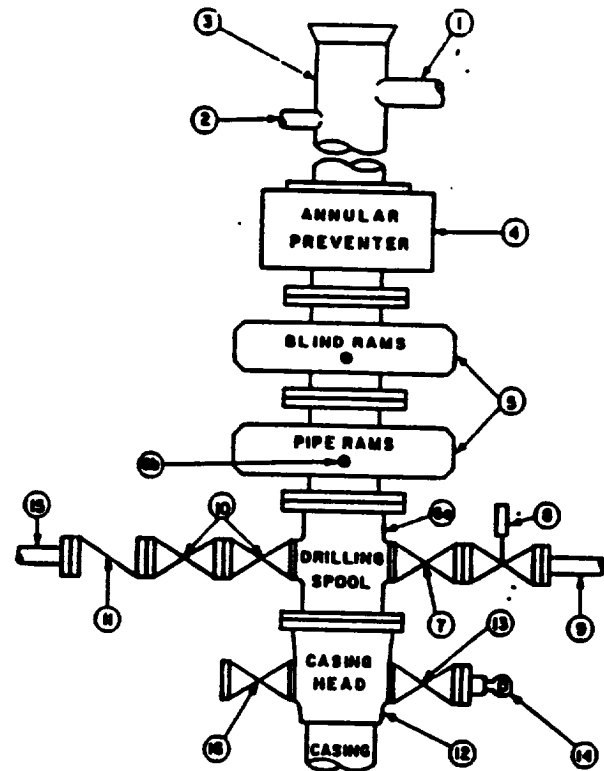 3
1
2
ANNULAR
PREVENTER
4
BLIND RAMS
5
PIPE RAMS
6b
6a
15
10
8
DRILLING
SPOOL
11
7
13
9
CASING
HEAD
16
12
14
CASING